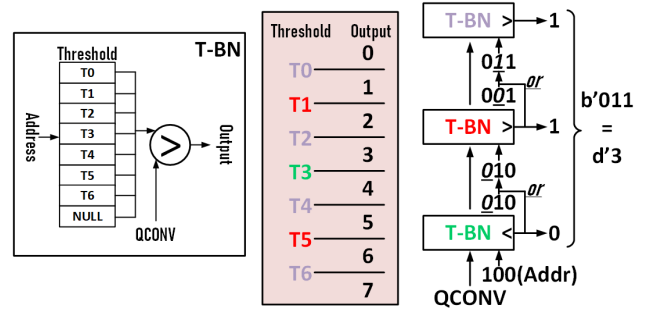 T-BN
Threshold
T0
T1
T2
T3
T4
T5
T6
NULL
Address
>
Output
QCONV
Threshold Output
0
T0
1
T1
2
T2
3
T3
4
T4
5
T5
6
T6
7
T-BN > 1
011
or
001
T-BN > 1
010
or
010
T-BN < 0
100(Addr)
QCONV
b'011
=
d'3